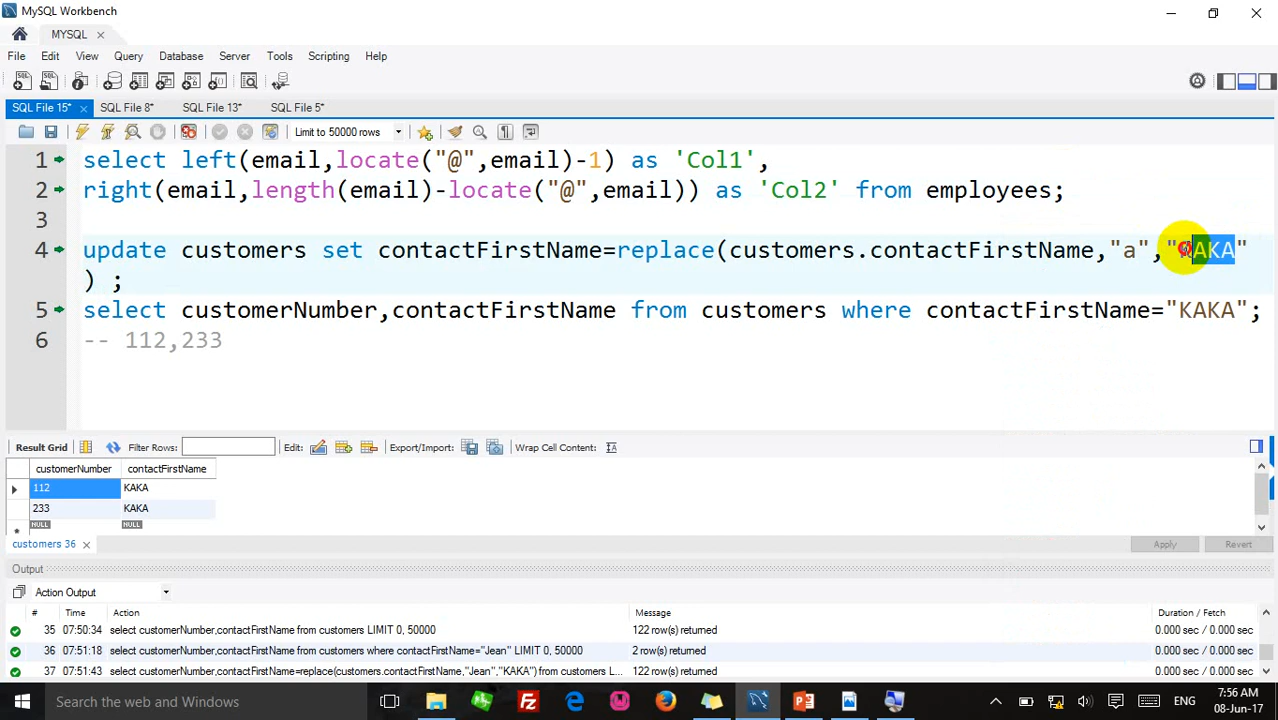 MySQL Workbench
MYSQL
File Edit View Query Database Server Tools Scripting Help
SQL File 15* SQL File 8* SQL File 13* SQL File 5*
Limit to 50000 rows
1 select left(email,locate("@",email)-1) as 'Col1',
2 right(email,length(email)-locate("@",email)) as 'Col2' from employees;
3
4 update customers set contactFirstName=replace(customers.contactFirstName,"a","KAKA"
) ;
5 select customerNumber,contactFirstName from customers where contactFirstName="KAKA";
6 -- 112,233
Result Grid Filter Rows: Edit: Export/Import: Wrap Cell Content:
customerNumber contactFirstName
112 KAKA
233 KAKA
NULL NULL
customers 36 Apply Revert
Output
Action Output
# Time Action Message Duration / Fetch
35 07:50:34 select customerNumber,contactFirstName from customers LIMIT 0, 50000 122 row(s) returned 0.000 sec / 0.000 sec
36 07:51:18 select customerNumber,contactFirstName from customers where contactFirstName="Jean" LIMIT 0, 50000 2 row(s) returned 0.000 sec / 0.000 sec
37 07:51:43 select customerNumber,contactFirstName=replace(customers.contactFirstName,"Jean","KAKA") from customers L... 122 row(s) returned 0.000 sec / 0.000 sec
Search the web and Windows
ENG
7:56 AM
08-Jun-17